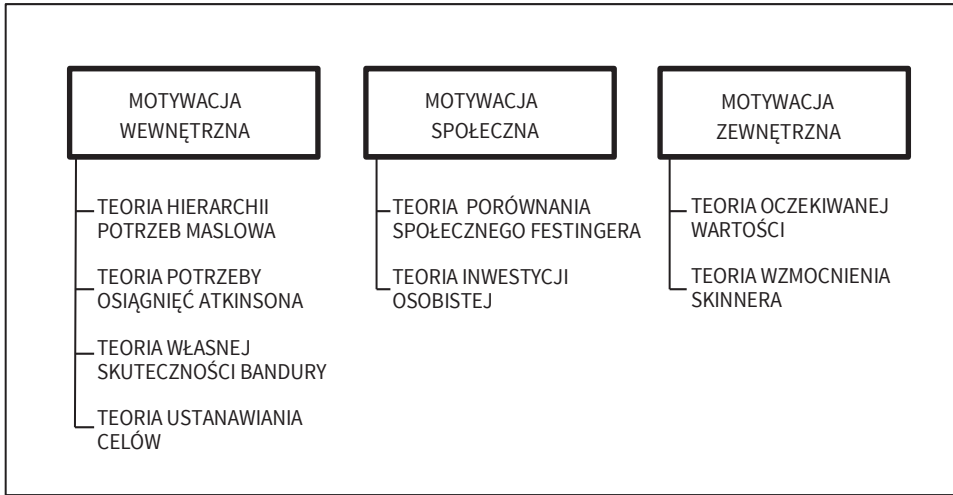 MOTYWACJA
WEWNĘTRZNA
TEORIA HIERARCHII
POTRZEB MASLOWA
TEORIA POTRZEBY
OSIĄGNIĘĆ ATKINSONA
TEORIA WŁASNEJ
SKUTECZNOŚCI BANDURY
TEORIA USTANAWIANIA
CELÓW
MOTYWACJA
SPOŁECZNA
TEORIA PORÓWNANIA
SPOŁECZNEGO FESTINGERA
TEORIA INWESTYCJI
OSOBISTEJ
MOTYWACJA
ZEWNĘTRZNA
TEORIA OCZEKIWANEJ
WARTOŚCI
TEORIA WZMOCNIENIA
SKINNERA